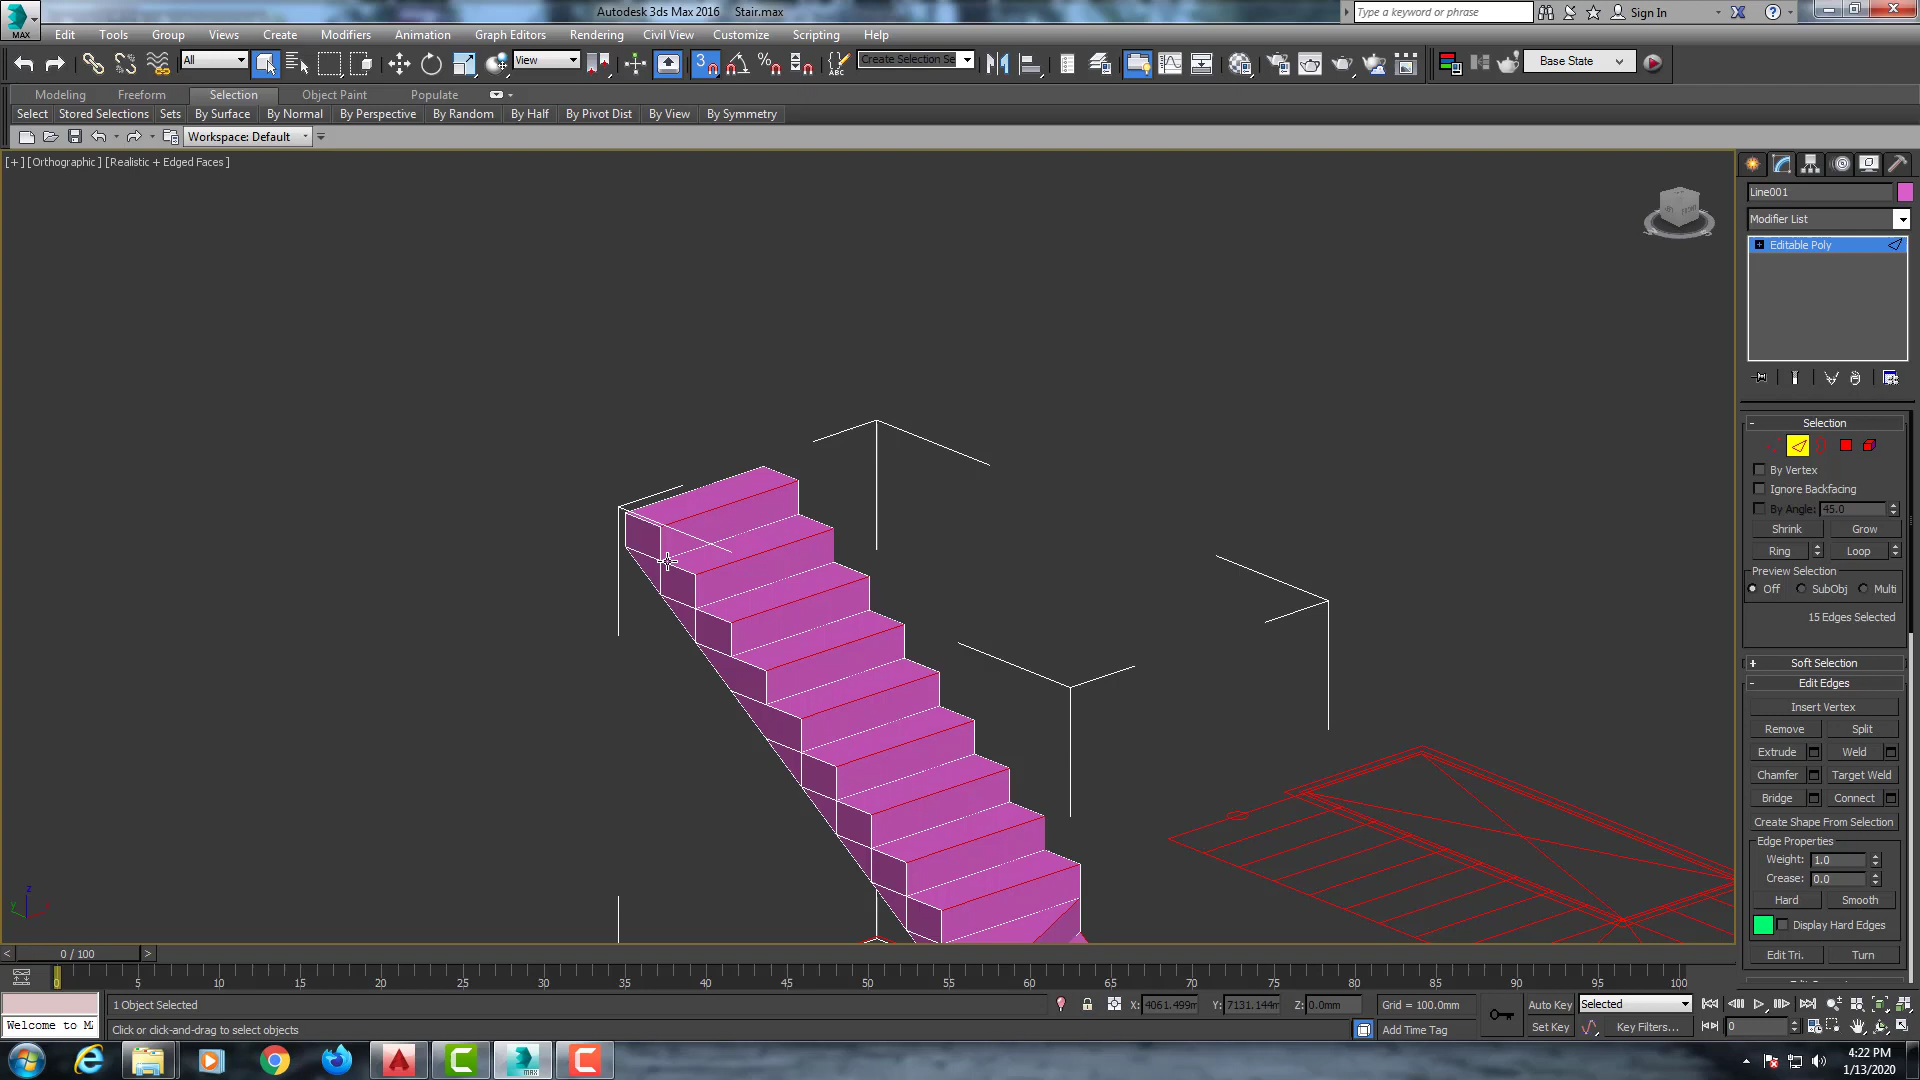 Autodesk 3ds Max 2016 Stair.max
Type a keyword or phrase
Sign In
MAX
Edit Tools Group Views Create Modifiers Animation Graph Editors Rendering Civil View Customize Scripting Help
All View 3 Create Selection Se Base State
Modeling Freeform Selection Object Paint Populate
Select Stored Selections Sets By Surface By Normal By Perspective By Random By Half By Pivot Dist By View By Symmetry
Workspace: Default
[+] [Orthographic] [Realistic + Edged Faces]
Line001
Modifier List
Editable Poly
Selection
By Vertex
Ignore Backfacing
By Angle: 45.0
Shrink Grow
Ring Loop
Preview Selection
Off SubObj Multi
15 Edges Selected
Soft Selection
Edit Edges
Insert Vertex
Remove Split
Extrude Weld
Chamfer Target Weld
Bridge Connect
Create Shape From Selection
Edge Properties
Weight: 1.0
Crease: 0.0
Hard Smooth
Display Hard Edges
Edit Tri. Turn
z
0 / 100
0 5 10 15 20 25 30 35 40 45 50 55 60 65 70 75 80 85 90 95 100
1 Object Selected
X: 4061.499m Y: 7131.144m Z: 0.0mm Grid = 100.0mm Auto Key Selected
Welcome to M
Click or click-and-drag to select objects
Add Time Tag Set Key Key Filters... 0
4:22 PM
1/13/2020